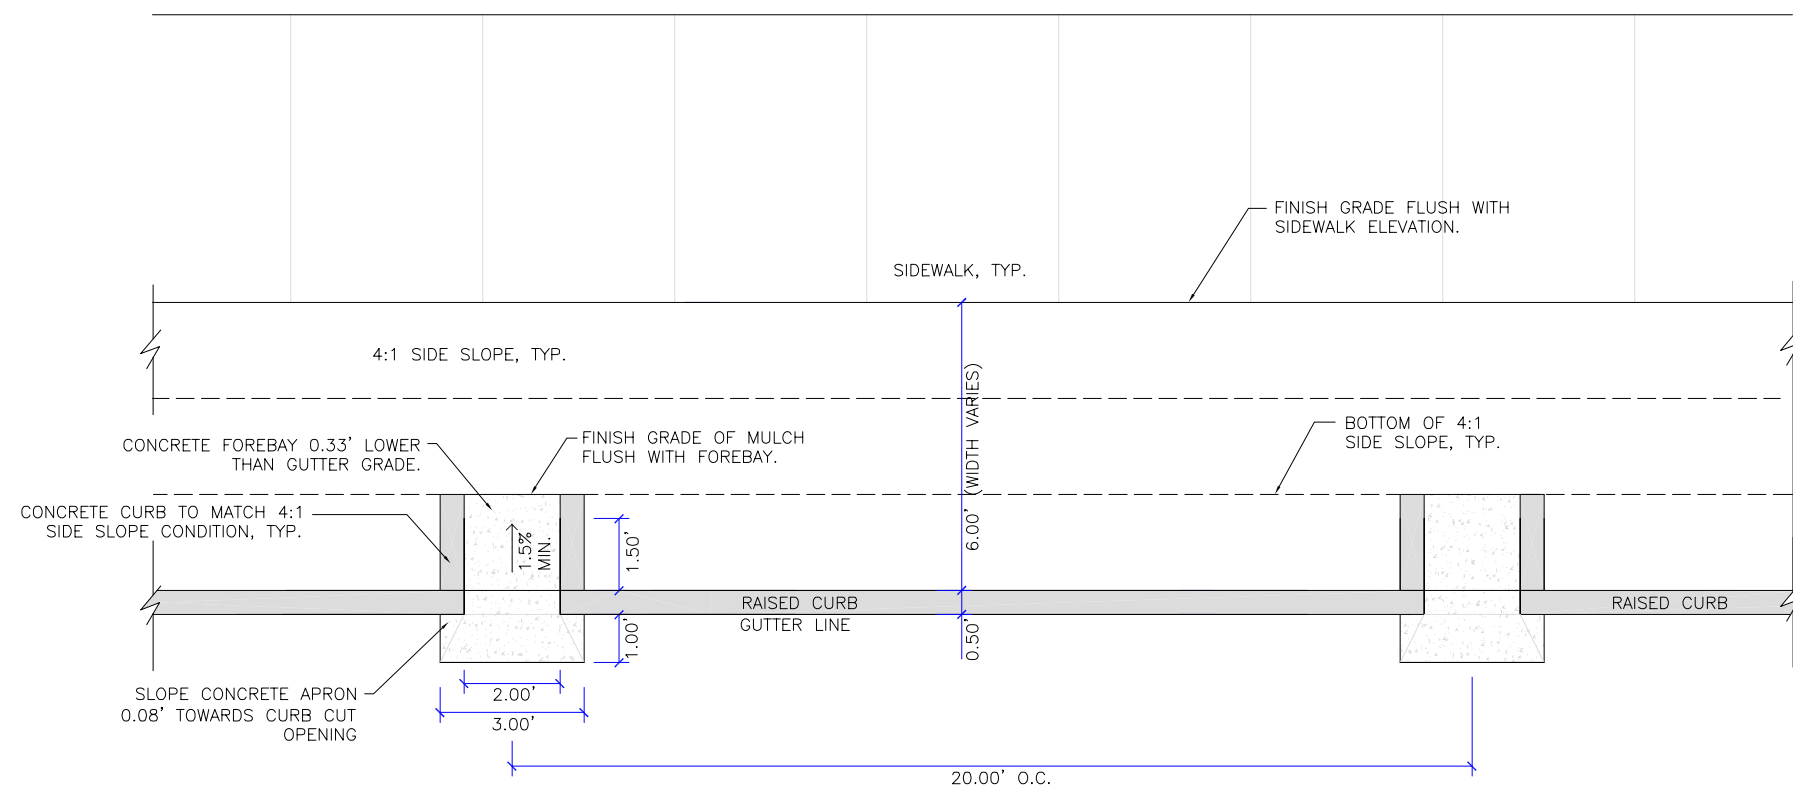 FINISH GRADE FLUSH WITH
SIDEWALK ELEVATION.
SIDEWALK, TYP.
4:1 SIDE SLOPE, TYP.
6.00' (WIDTH VARIES)
BOTTOM OF 4:1
SIDE SLOPE, TYP.
CONCRETE FOREBAY 0.33' LOWER
THAN GUTTER GRADE.
FINISH GRADE OF MULCH
FLUSH WITH FOREBAY.
CONCRETE CURB TO MATCH 4:1
SIDE SLOPE CONDITION, TYP.
1.5%
MIN.
1.50'
RAISED CURB
RAISED CURB
GUTTER LINE
1.00'
0.50'
SLOPE CONCRETE APRON
0.08' TOWARDS CURB CUT
OPENING
2.00'
3.00'
20.00' O.C.